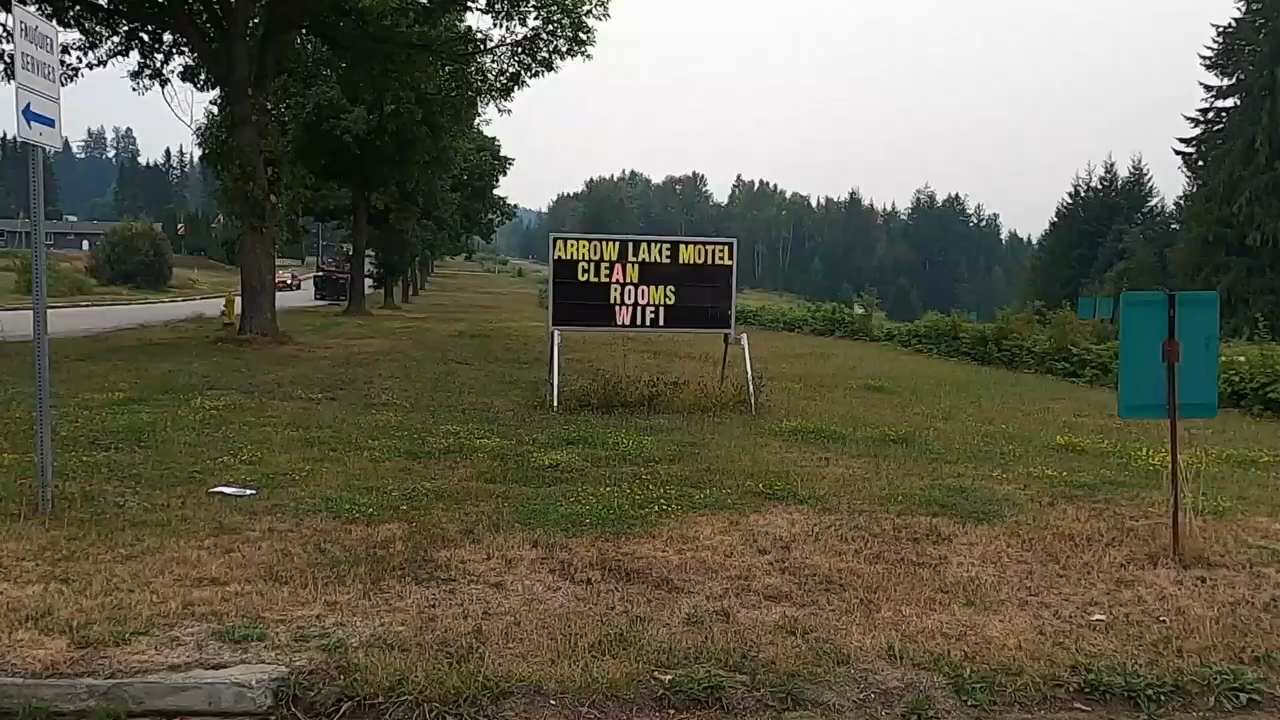 FAUQUIER
SERVICES
ARROW LAKE MOTEL
CLEAN
ROOMS
WIFI